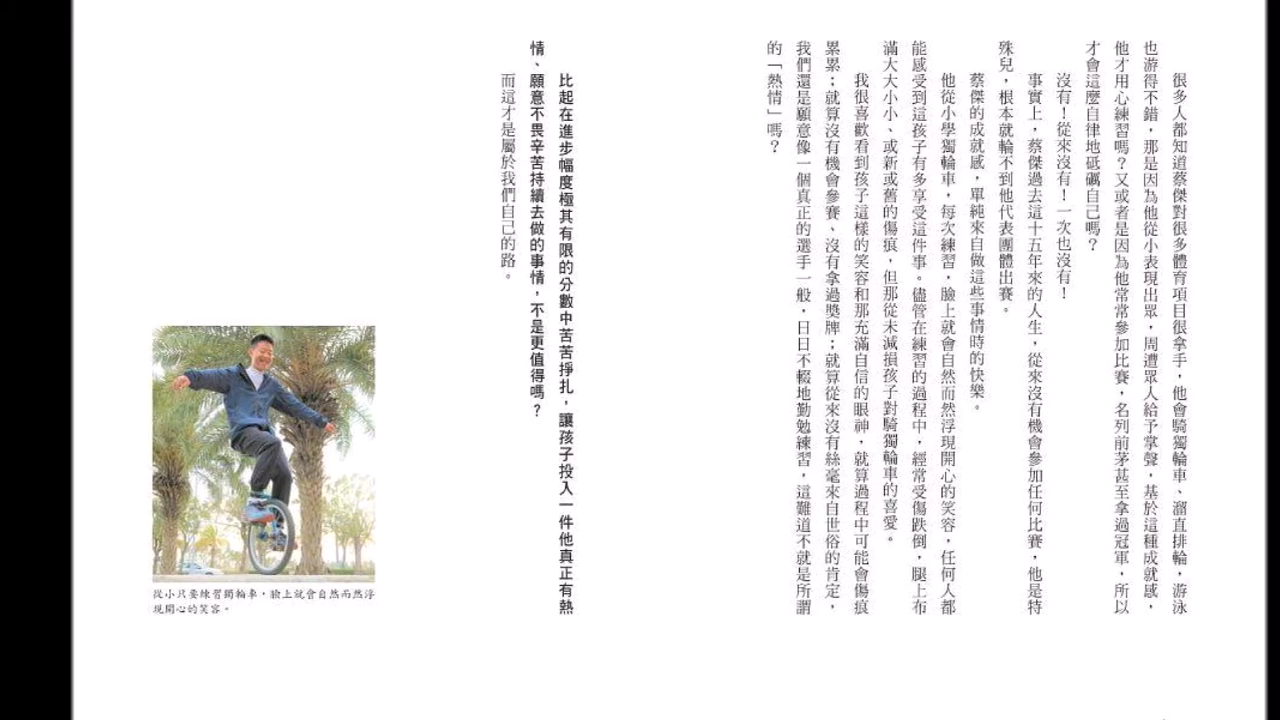 很多人都知道蔡傑對很多體育項目很拿手，他會騎獨輪車、溜直排輪，游泳
也游得不錯，那是因為他從小表現出眾，周遭眾人給予掌聲，基於這種成就感，
他才用心練習嗎？又或者是因為他常常參加比賽，名列前茅甚至拿過冠軍，所以
才會這麼自律地砥礪自己嗎？
沒有！從來沒有！一次也沒有！
事實上，蔡傑過去這十五年來的人生，從來沒有機會參加任何比賽，他是特
殊兒，根本就輪不到他代表團體出賽。
蔡傑的成就感，單純來自做這些事情時的快樂。
他從小學獨輪車，每次練習，臉上就會自然而然浮現開心的笑容，任何人都
能感受到這孩子有多享受這件事。儘管在練習的過程中，經常受傷跌倒，腿上布
滿大大小小、或新或舊的傷痕，但那從未減損孩子對騎獨輪車的喜愛。
我很喜歡看到孩子這樣的笑容和那充滿自信的眼神，就算過程中可能會傷痕
累累；就算沒有機會參賽、沒有拿過獎牌；就算從來沒有絲毫來自世俗的肯定，
我們還是願意像一個真正的選手一般，日日不輟地勤勉練習，這難道不就是所謂
的「熱情」嗎？
比起在進步幅度極其有限的分數中苦苦掙扎，讓孩子投入一件他真正有熱
情、願意不畏辛苦持續去做的事情，不是更值得嗎？
而這才是屬於我們自己的路。
從小只要練習獨輪車，臉上就會自然而然浮
現開心的笑容。